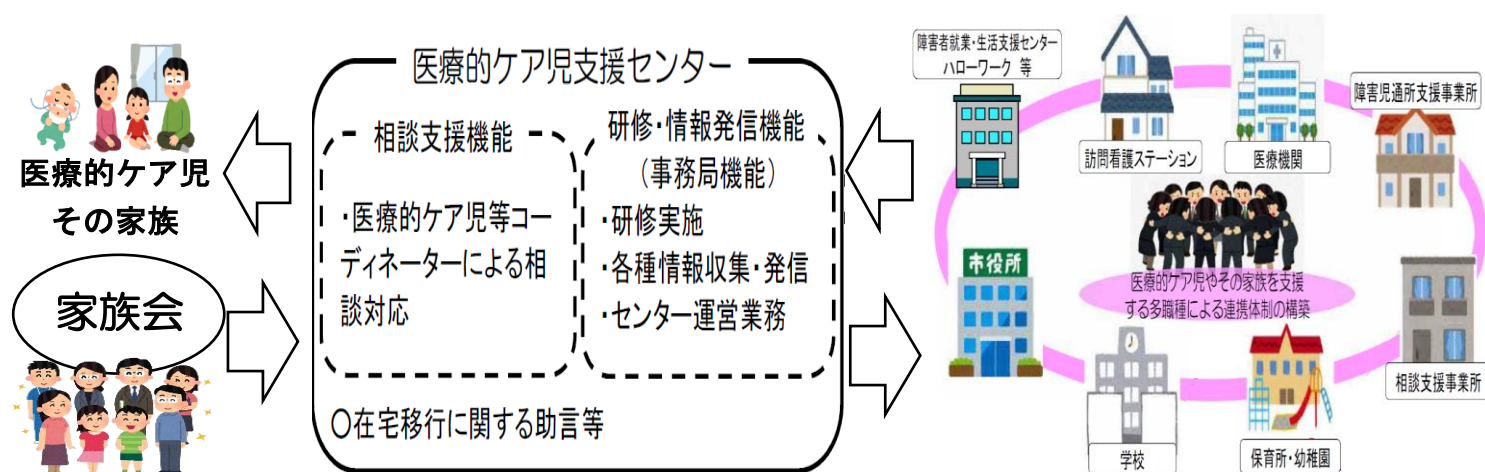 医療的ケア児
その家族
家族会
医療的ケア児支援センター
相談支援機能
・医療的ケア児等コー
ディネーターによる相
談対応
研修・情報発信機能
（事務局機能）
・研修実施
・各種情報収集・発信
・センター運営業務
〇在宅移行に関する助言等
障害者就業・生活支援センター
ハローワーク 等
訪問看護ステーション
医療機関
障害児通所支援事業所
市役所
医療的ケア児やその家族を支援
する多職種による連携体制の構築
相談支援事業所
学校
保育所・幼稚園